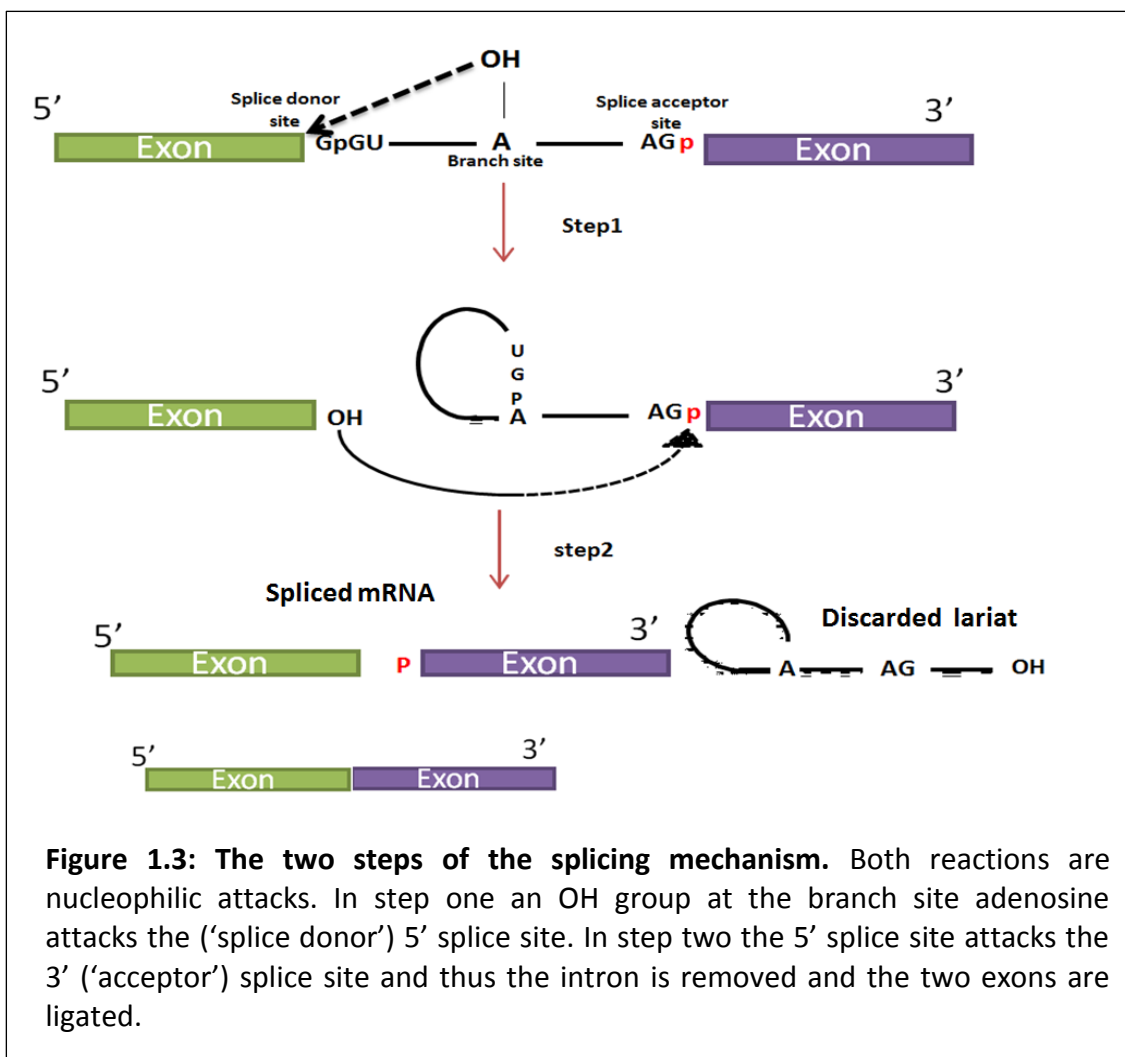 OH
5’
Splice donor
site
Splice acceptor
site
3’
Exon
GpGU
A
Branch site
AG p
Exon
Step1
U
G
P
A
5’
Exon
OH
AG p
3’
Exon
step2
Spliced mRNA
Discarded lariat
5’
Exon
P
3’
Exon
A
AG
OH
5’
Exon
3’
Exon
Figure 1.3: The two steps of the splicing mechanism. Both reactions are
nucleophilic attacks. In step one an OH group at the branch site adenosine
attacks the (‘splice donor’) 5’ splice site. In step two the 5’ splice site attacks the
3’ (‘acceptor’) splice site and thus the intron is removed and the two exons are
ligated.